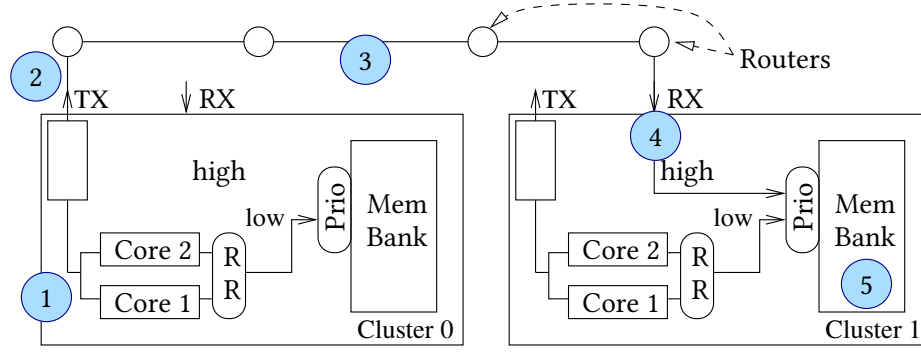 2
3
Routers
TX
RX
TX
4
RX
high
high
Prio
Mem
Bank
Prio
Mem
Bank
low
low
Core 2
R
R
Core 2
R
R
1
Core 1
Core 1
5
Cluster 0
Cluster 1